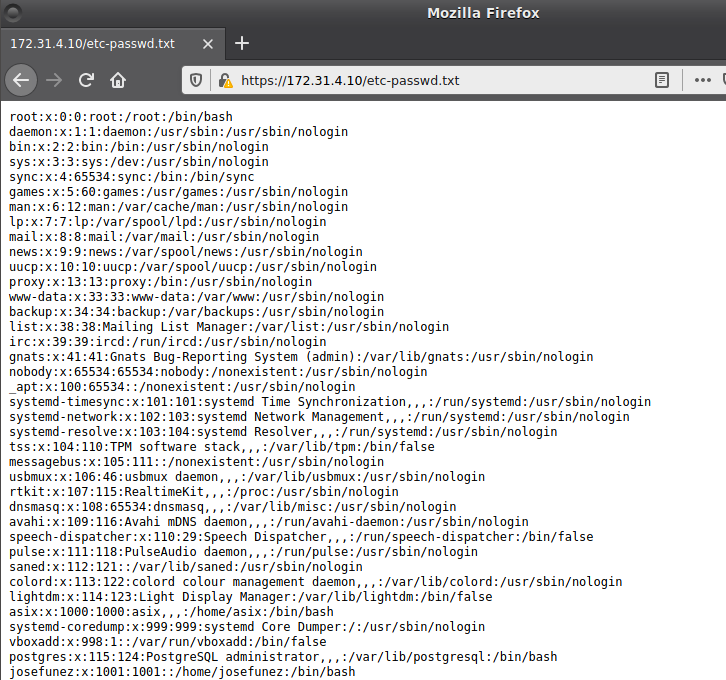 Mozilla Firefox
172.31.4.10/etc-passwd.txt
https://172.31.4.10/etc-passwd.txt
root:x:0:0:root:/root:/bin/bash
daemon:x:1:1:daemon:/usr/sbin:/usr/sbin/nologin
bin:x:2:2:bin:/bin:/usr/sbin/nologin
sys:x:3:3:sys:/dev:/usr/sbin/nologin
sync:x:4:65534:sync:/bin:/bin/sync
games:x:5:60:games:/usr/games:/usr/sbin/nologin
man:x:6:12:man:/var/cache/man:/usr/sbin/nologin
lp:x:7:7:lp:/var/spool/lpd:/usr/sbin/nologin
mail:x:8:8:mail:/var/mail:/usr/sbin/nologin
news:x:9:9:news:/var/spool/news:/usr/sbin/nologin
uucp:x:10:10:uucp:/var/spool/uucp:/usr/sbin/nologin
proxy:x:13:13:proxy:/bin:/usr/sbin/nologin
www-data:x:33:33:www-data:/var/www:/usr/sbin/nologin
backup:x:34:34:backup:/var/backups:/usr/sbin/nologin
list:x:38:38:Mailing List Manager:/var/list:/usr/sbin/nologin
irc:x:39:39:ircd:/run/ircd:/usr/sbin/nologin
gnats:x:41:41:Gnats Bug-Reporting System (admin):/var/lib/gnats:/usr/sbin/nologin
nobody:x:65534:65534:nobody:/nonexistent:/usr/sbin/nologin
_apt:x:100:65534::/nonexistent:/usr/sbin/nologin
systemd-timesync:x:101:101:systemd Time Synchronization,,,:/run/systemd:/usr/sbin/nologin
systemd-network:x:102:103:systemd Network Management,,,:/run/systemd:/usr/sbin/nologin
systemd-resolve:x:103:104:systemd Resolver,,,:/run/systemd:/usr/sbin/nologin
tss:x:104:110:TPM software stack,,,:/var/lib/tpm:/bin/false
messagebus:x:105:111::/nonexistent:/usr/sbin/nologin
usbmux:x:106:46:usbmux daemon,,,:/var/lib/usbmux:/usr/sbin/nologin
rtkit:x:107:115:RealtimeKit,,,:/proc:/usr/sbin/nologin
dnsmasq:x:108:65534:dnsmasq,,,:/var/lib/misc:/usr/sbin/nologin
avahi:x:109:116:Avahi mDNS daemon,,,:/run/avahi-daemon:/usr/sbin/nologin
speech-dispatcher:x:110:29:Speech Dispatcher,,,:/run/speech-dispatcher:/bin/false
pulse:x:111:118:PulseAudio daemon,,,:/run/pulse:/usr/sbin/nologin
saned:x:112:121::/var/lib/saned:/usr/sbin/nologin
colord:x:113:122:colord colour management daemon,,,:/var/lib/colord:/usr/sbin/nologin
lightdm:x:114:123:Light Display Manager:/var/lib/lightdm:/bin/false
asix:x:1000:1000:asix,,,:/home/asix:/bin/bash
systemd-coredump:x:999:999:systemd Core Dumper:/:/usr/sbin/nologin
vboxadd:x:998:1::/var/run/vboxadd:/bin/false
postgres:x:115:124:PostgreSQL administrator,,,:/var/lib/postgresql:/bin/bash
josefunez:x:1001:1001::/home/josefunez:/bin/bash